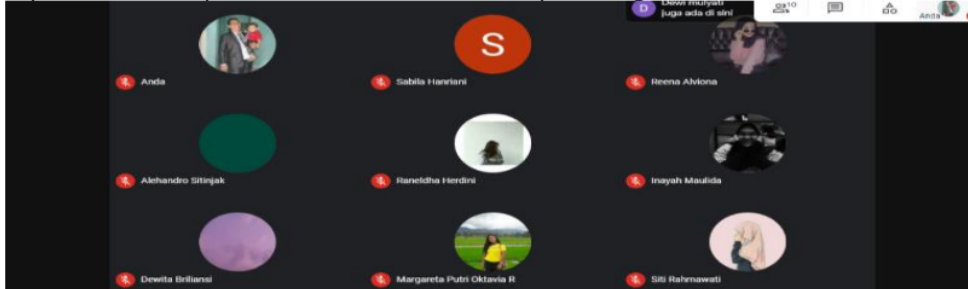 D Dewi mulyati
juga ada di sini
10
Anda
Anda
S
Sabila Hanriani
Reena Alviona
Alehandro Sitinjak
Raneldha Herdini
Inayah Maulida
Dewita Briliansi
Margareta Putri Oktavia R
Siti Rahmawati